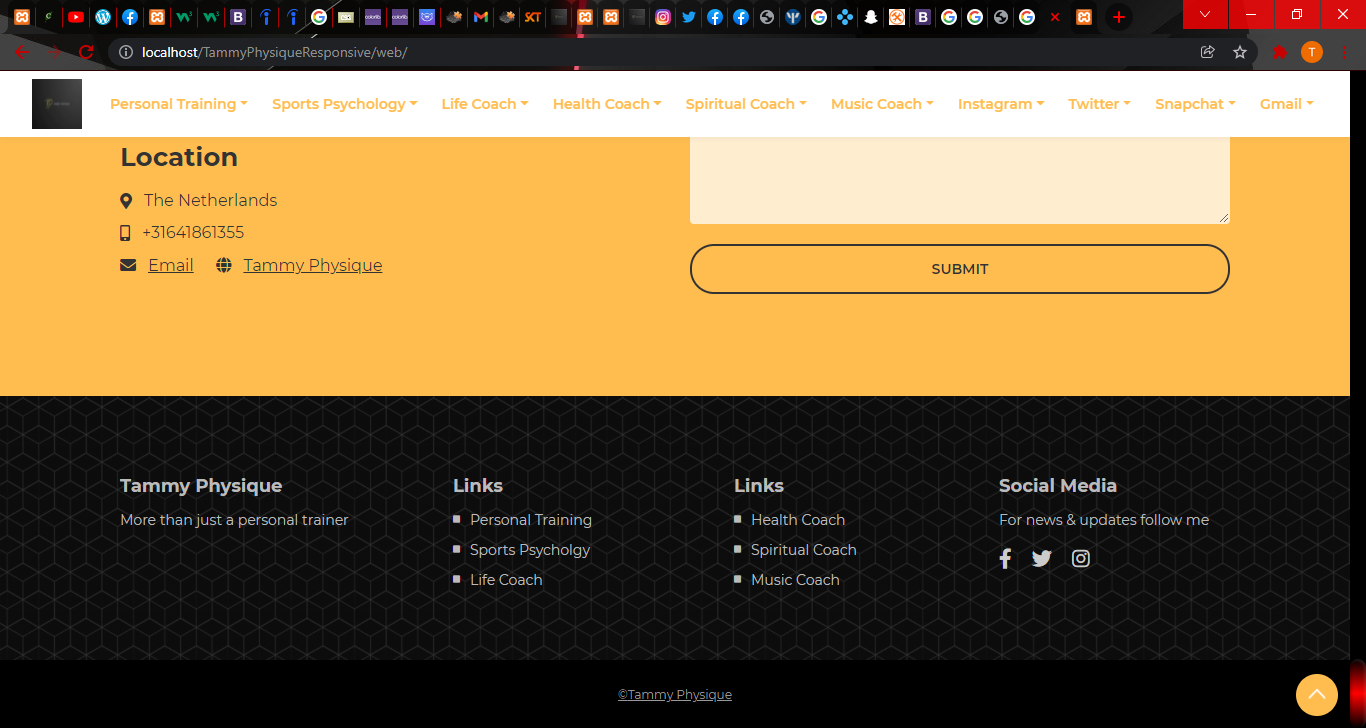 localhost/TammyPhysiqueResponsive/web/
T
Personal Training Sports Psychology Life Coach Health Coach Spiritual Coach Music Coach Instagram Twitter Snapchat Gmail
Location
The Netherlands
+31641861355
Email Tammy Physique
SUBMIT
Tammy Physique
More than just a personal trainer
Links
Personal Training
Sports Psycholgy
Life Coach
Links
Health Coach
Spiritual Coach
Music Coach
Social Media
For news & updates follow me
©Tammy Physique